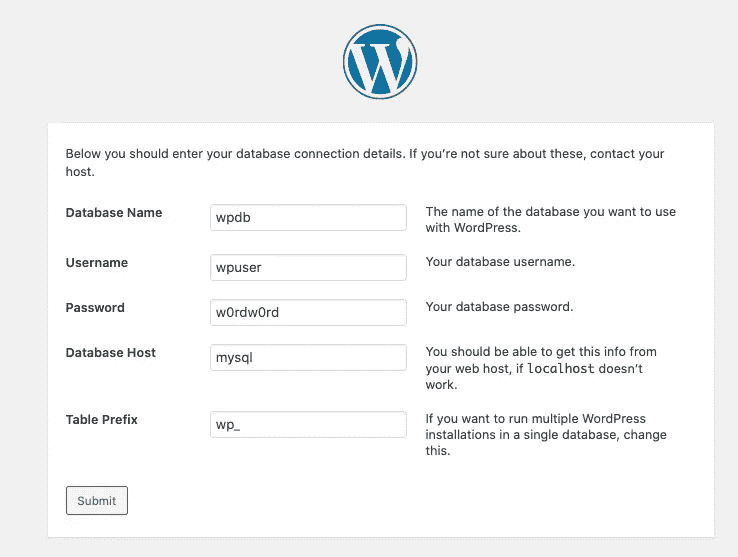 Below you should enter your database connection details. If you’re not sure about these, contact your
host.
Database Name
wpdb
The name of the database you want to use
with WordPress.
Username
wpuser
Your database username.
Password
w0rdw0rd
Your database password.
Database Host
mysql
You should be able to get this info from
your web host, if localhost doesn’t
work.
Table Prefix
wp_
If you want to run multiple WordPress
installations in a single database, change
this.
Submit